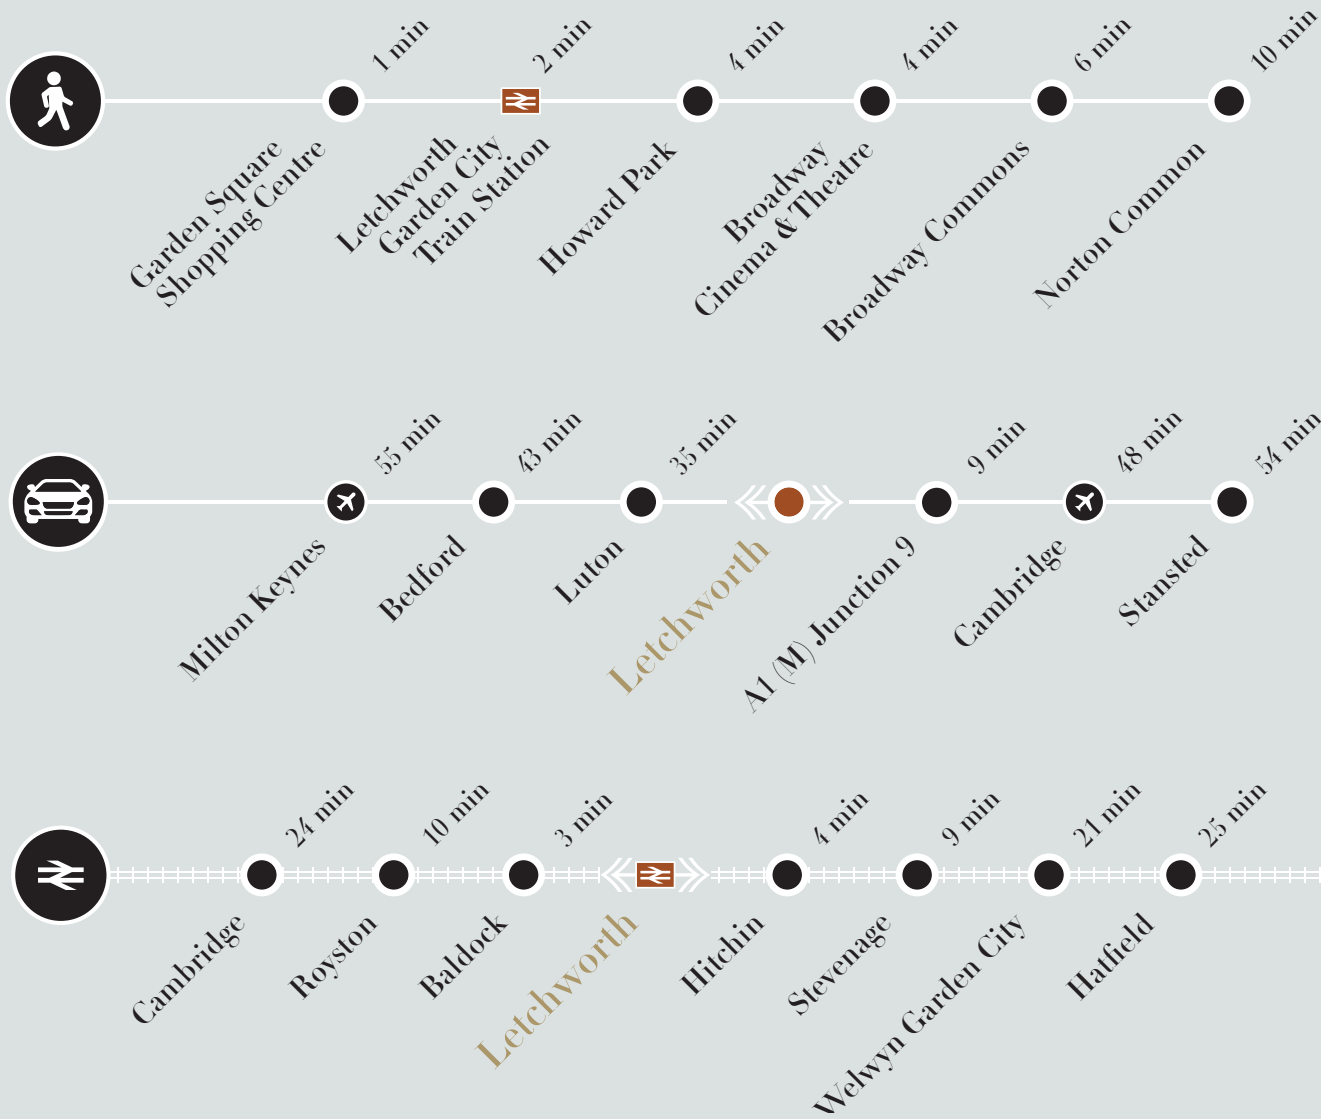 1 min
2 min
4 min
4 min
6 min
10 min
Garden Square
Shopping Centre
Letchworth
Garden City
Train Station
Howard Park
Broadway
Cinema & Theatre
Broadway Commons
Norton Common
55 min
43 min
35 min
9 min
48 min
54 min
Milton Keynes
Bedford
Luton
Letchworth
A1 (M) Junction 9
Cambridge
Stansted
24 min
10 min
3 min
4 min
9 min
21 min
25 min
Cambridge
Royston
Baldock
Letchworth
Hitchin
Stevenage
Welwyn Garden City
Hatfield